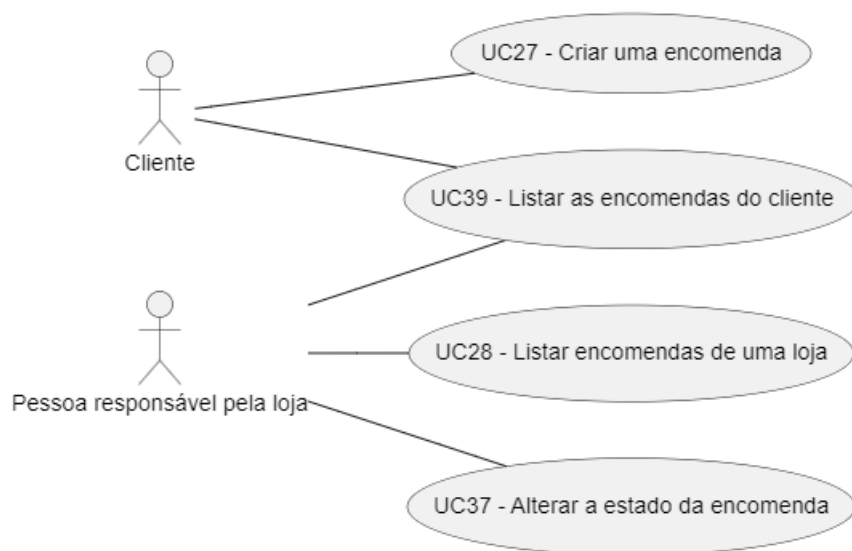 UC27 - Criar uma encomenda
Cliente
UC39 - Listar as encomendas do cliente
UC28 - Listar encomendas de uma loja
Pessoa responsável pela loja
UC37 - Alterar a estado da encomenda